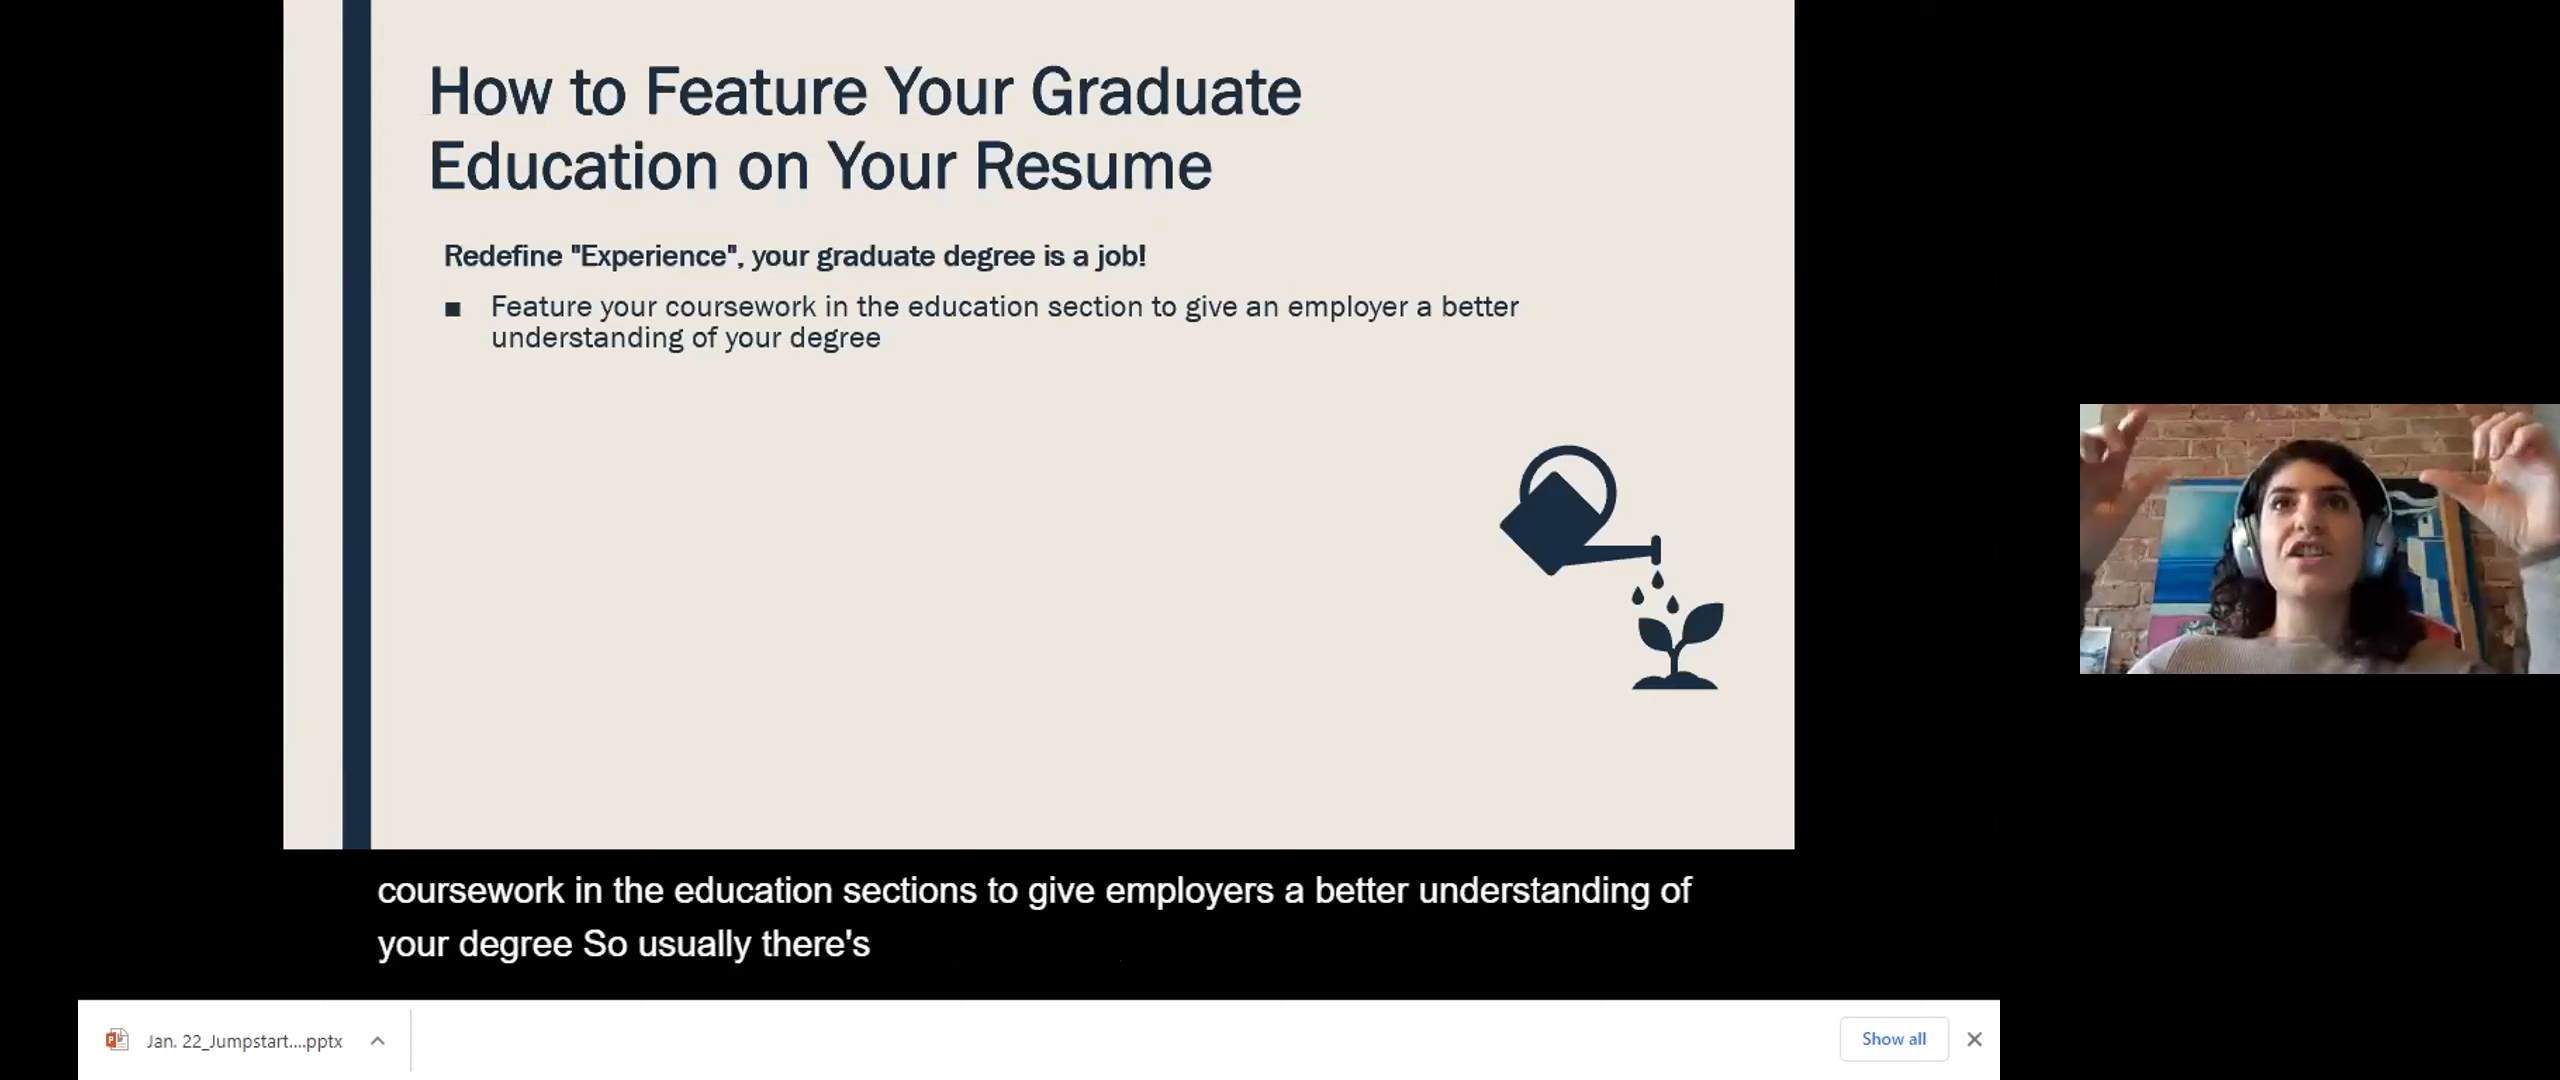 How to Feature Your Graduate
Education on Your Resume
Redefine "Experience", your graduate degree is a job!
■ Feature your coursework in the education section to give an employer a better
understanding of your degree
coursework in the education sections to give employers a better understanding of
your degree So usually there's
Jan. 22_Jumpstart....pptx
Show all